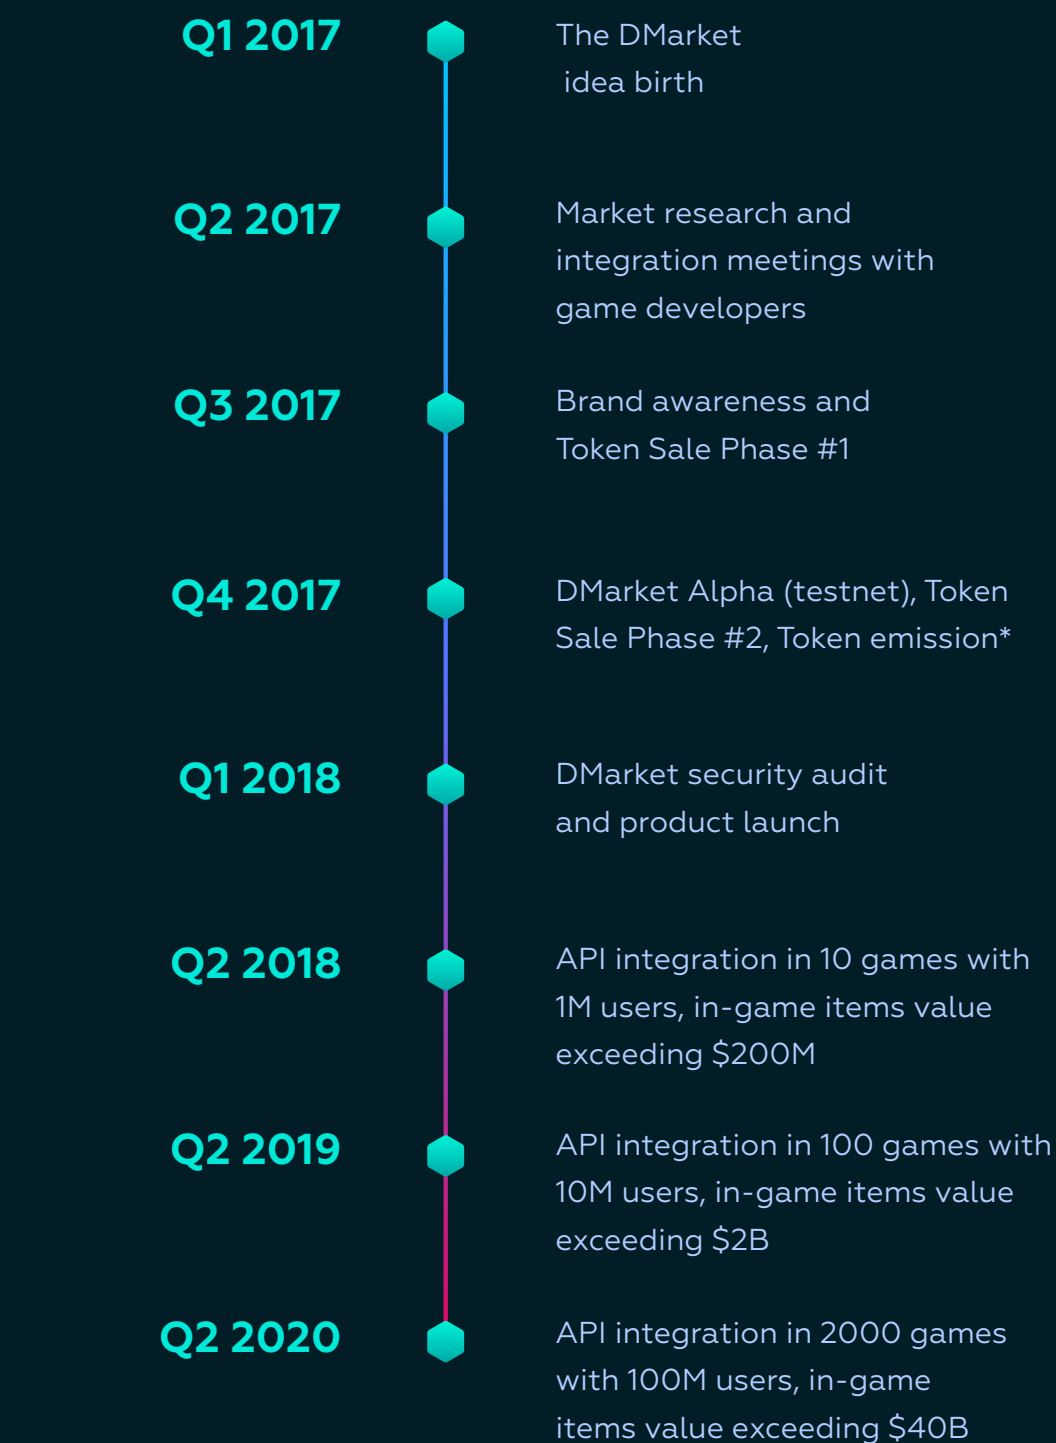 Q1 2017
The DMarket
idea birth
Q2 2017
Market research and
integration meetings with
game developers
Q3 2017
Brand awareness and
Token Sale Phase #1
Q4 2017
DMarket Alpha (testnet), Token
Sale Phase #2, Token emission*
Q1 2018
DMarket security audit
and product launch
Q2 2018
API integration in 10 games with
1M users, in-game items value
exceeding $200M
Q2 2019
API integration in 100 games with
10M users, in-game items value
exceeding $2B
Q2 2020
API integration in 2000 games
with 100M users, in-game
items value exceeding $40B